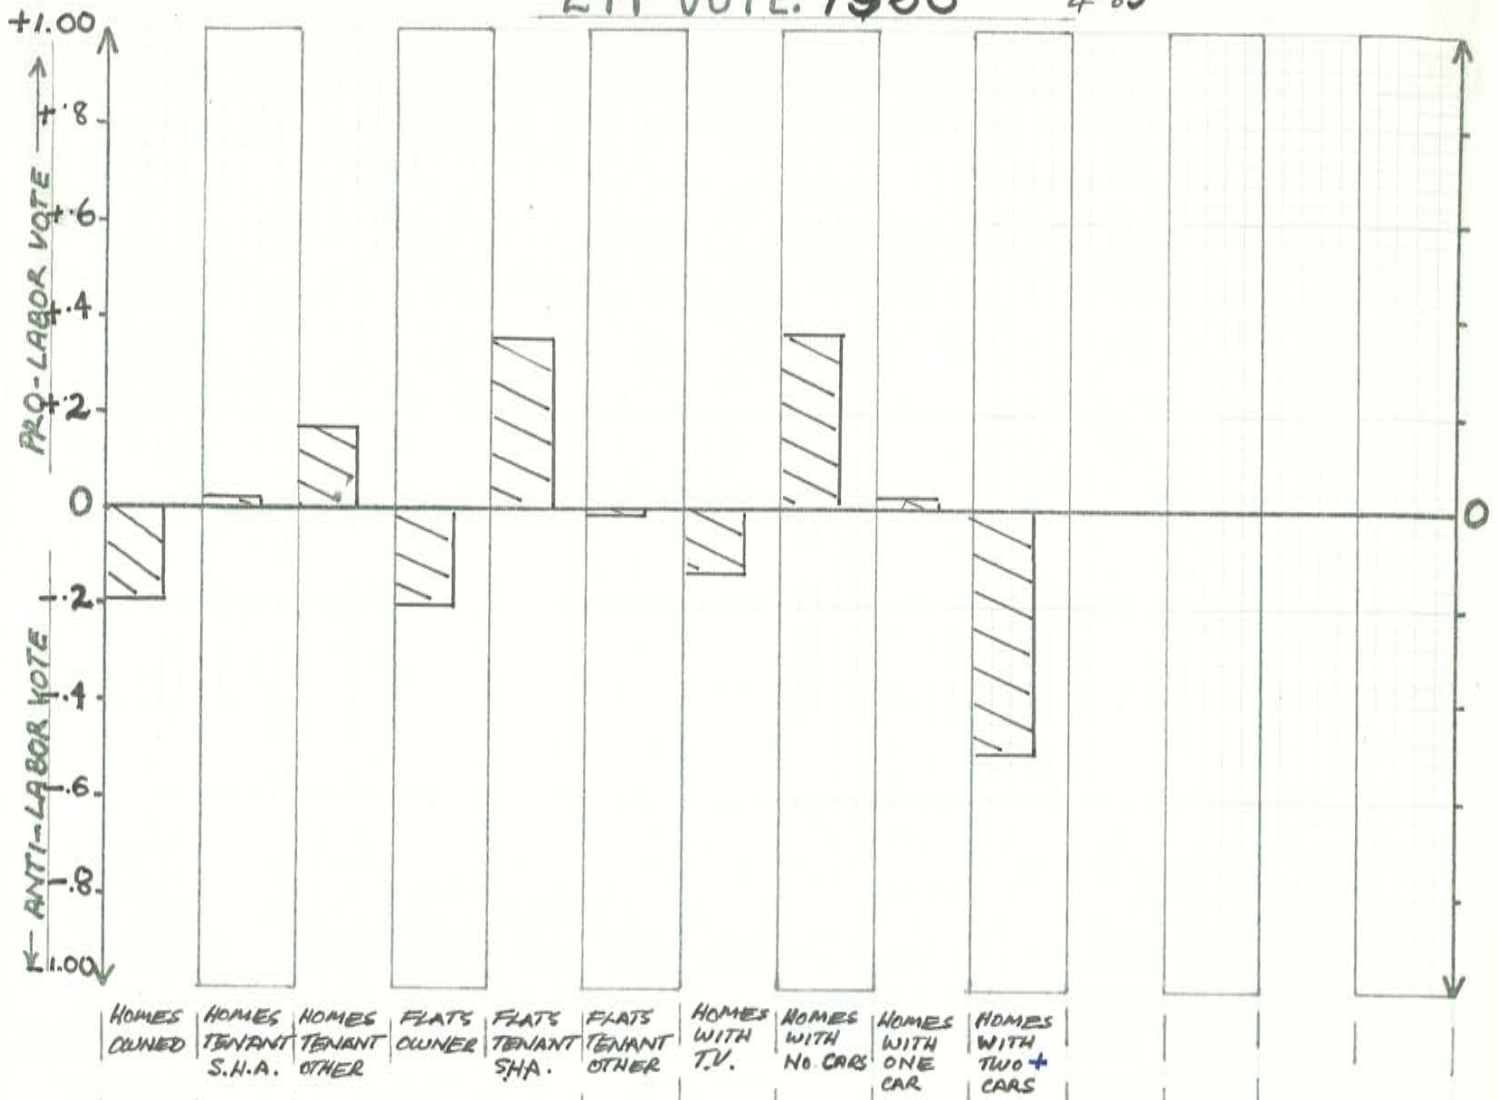 VOTE. 1966
+1.00
+.8
+.6
+.4
+.2
0
-.2
-.4
-.6
-.8
-1.00
PRO-LABOR VOTE →
← ANTI-LABOR VOTE
0
HOMES OWNED
HOMES TENANT S.H.A.
HOMES TENANT OTHER
FLATS OWNER
FLATS TENANT S.H.A.
FLATS TENANT OTHER
HOMES WITH T.V.
HOMES WITH NO CARS
HOMES WITH ONE CAR
HOMES WITH TWO + CARS